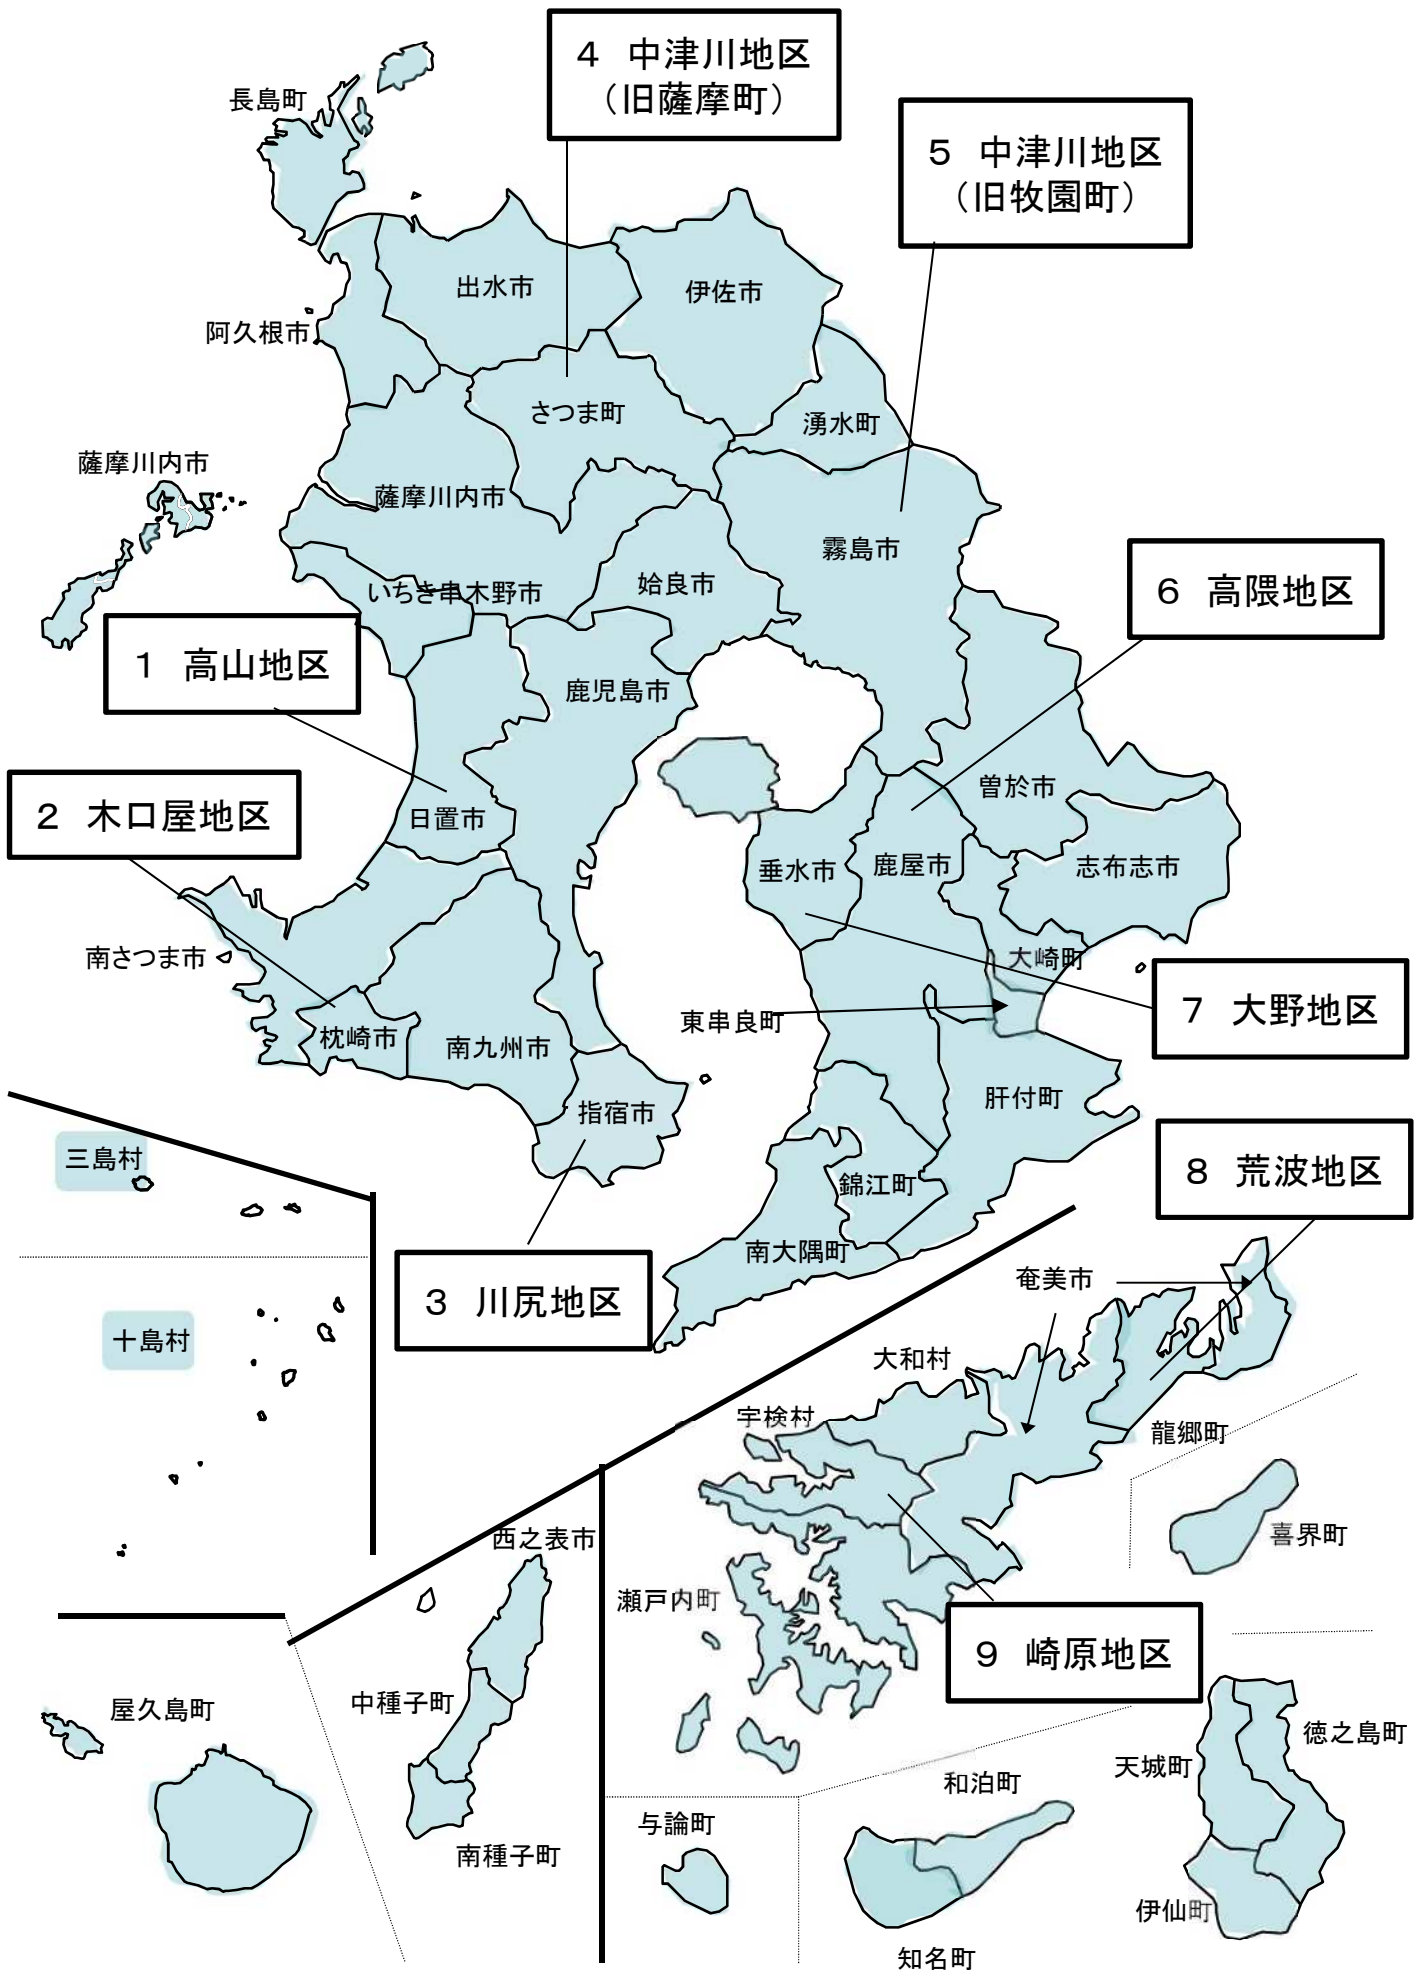 4 中津川地区
（旧薩摩町）
長島町
5 中津川地区
（旧牧園町）
出水市
伊佐市
阿久根市
さつま町
湧水町
薩摩川内市
薩摩川内市
霧島市
いちき串木野市
姶良市
6 高隈地区
1 高山地区
鹿児島市
曽於市
2 木口屋地区
日置市
垂水市
鹿屋市
志布志市
南さつま市
大崎町
7 大野地区
東串良町
枕崎市
南九州市
肝付町
指宿市
三島村
8 荒波地区
錦江町
南大隅町
奄美市
3 川尻地区
十島村
大和村
宇検村
龍郷町
西之表市
喜界町
瀬戸内町
9 崎原地区
中種子町
屋久島町
徳之島町
天城町
和泊町
与論町
南種子町
伊仙町
知名町